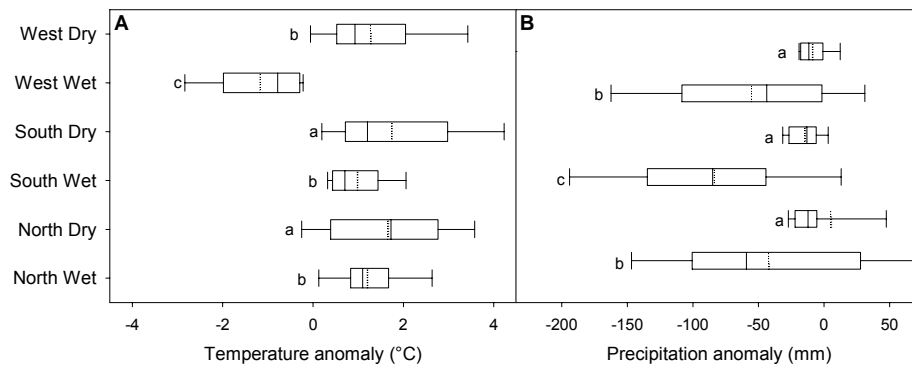 A
B
West Dry
b
a
West Wet
c
b
South Dry
a
a
South Wet
b
c
North Dry
a
a
North Wet
b
b
-4 -2 0 2 4
-200 -150 -100 -50 0 50
Temperature anomaly (°C)
Precipitation anomaly (mm)